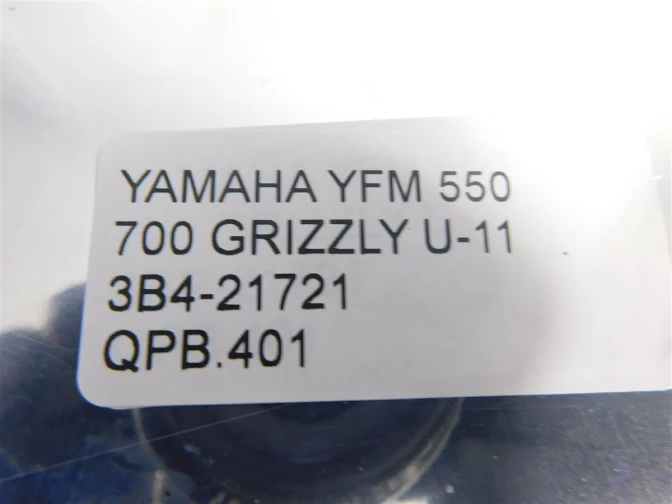 YAMAHA YFM 550
700 GRIZZLY U-11
3B4-21721
QPB.401